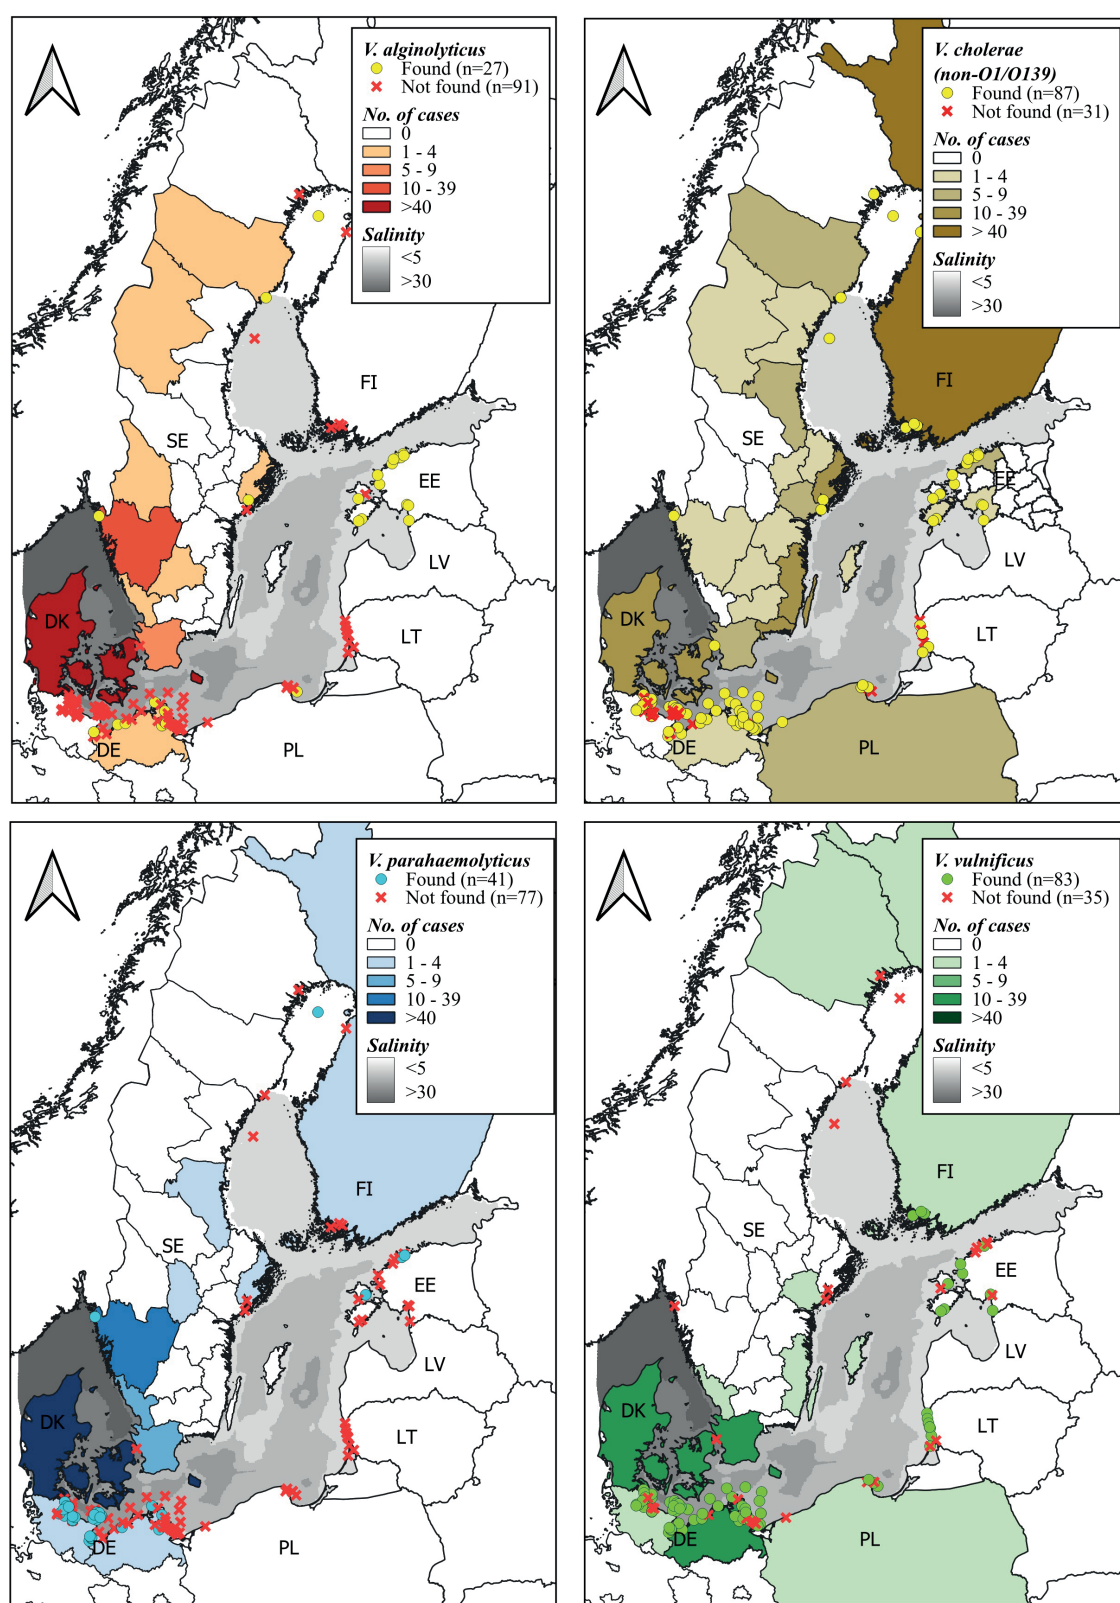 V. alginolyticus
Found (n=27)
Not found (n=91)
No. of cases
0
1 - 4
5 - 9
10 - 39
>40
Salinity
<5
>30
FI
SE
EE
LV
DK
LT
DE
PL
V. cholerae
(non-O1/O139)
Found (n=87)
Not found (n=31)
No. of cases
0
1 - 4
5 - 9
10 - 39
> 40
Salinity
<5
>30
FI
SE
EE
LV
DK
LT
DE
PL
V. parahaemolyticus
Found (n=41)
Not found (n=77)
No. of cases
0
1 - 4
5 - 9
10 - 39
>40
Salinity
<5
>30
FI
SE
EE
LV
DK
LT
DE
PL
V. vulnificus
Found (n=83)
Not found (n=35)
No. of cases
0
1 - 4
5 - 9
10 - 39
>40
Salinity
<5
>30
FI
SE
EE
LV
DK
LT
DE
PL